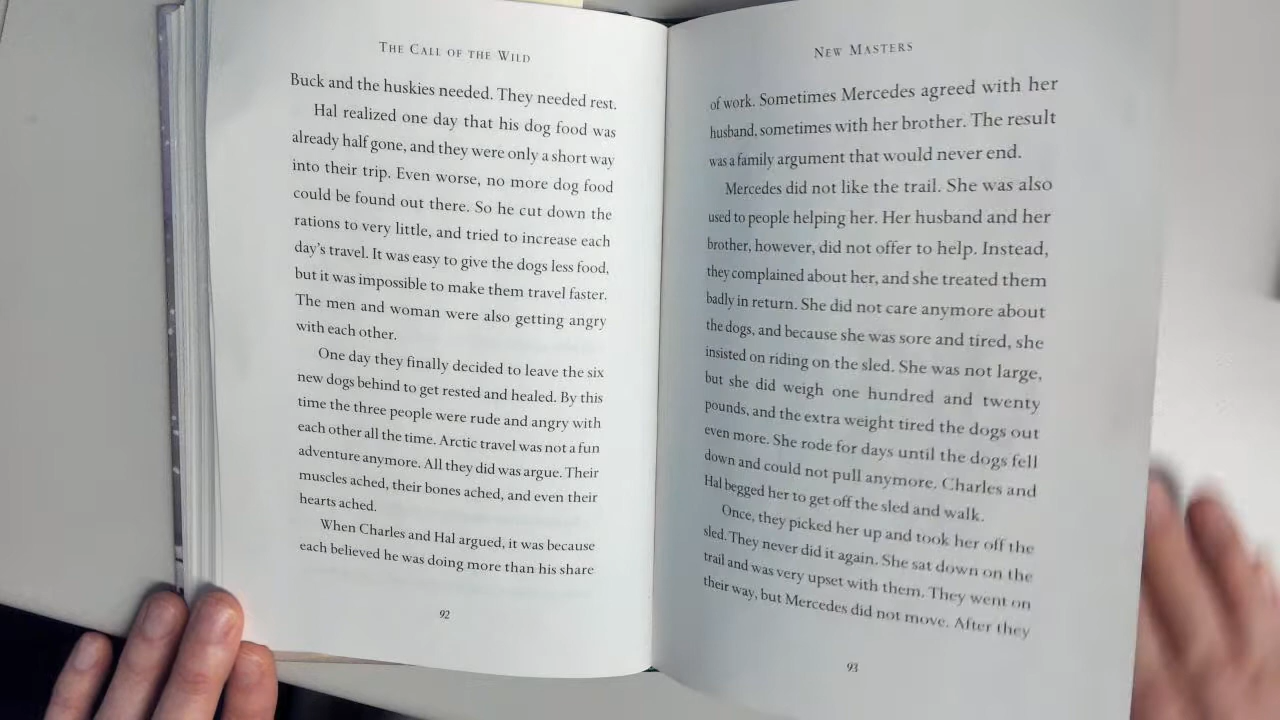 THE CALL OF THE WILD
Buck and the huskies needed. They needed rest.
Hal realized one day that his dog food was
already half gone, and they were only a short way
into their trip. Even worse, no more dog food
could be found out there. So he cut down the
rations to very little, and tried to increase each
day's travel. It was easy to give the dogs less food,
but it was impossible to make them travel faster.
The men and woman were also getting angry
with each other.
One day they finally decided to leave the six
new dogs behind to get rested and healed. By this
time the three people were rude and angry with
each other all the time. Arctic travel was not a fun
adventure anymore. All they did was argue. Their
muscles ached, their bones ached, and even their
hearts ached.
When Charles and Hal argued, it was because
each believed he was doing more than his share
92
NEW MASTERS
of work. Sometimes Mercedes agreed with her
husband, sometimes with her brother. The result
was a family argument that would never end.
Mercedes did not like the trail. She was also
used to people helping her. Her husband and her
brother, however, did not offer to help. Instead,
they complained about her, and she treated them
badly in return. She did not care anymore about
the dogs, and because she was sore and tired, she
insisted on riding on the sled. She was not large,
but she did weigh one hundred and twenty
pounds, and the extra weight tired the dogs out
even more. She rode for days until the dogs fell
down and could not pull anymore. Charles and
Hal begged her to get off the sled and walk.
Once, they picked her up and took her off the
sled. They never did it again. She sat down on the
trail and was very upset with them. They went on
their way, but Mercedes did not move. After they
93